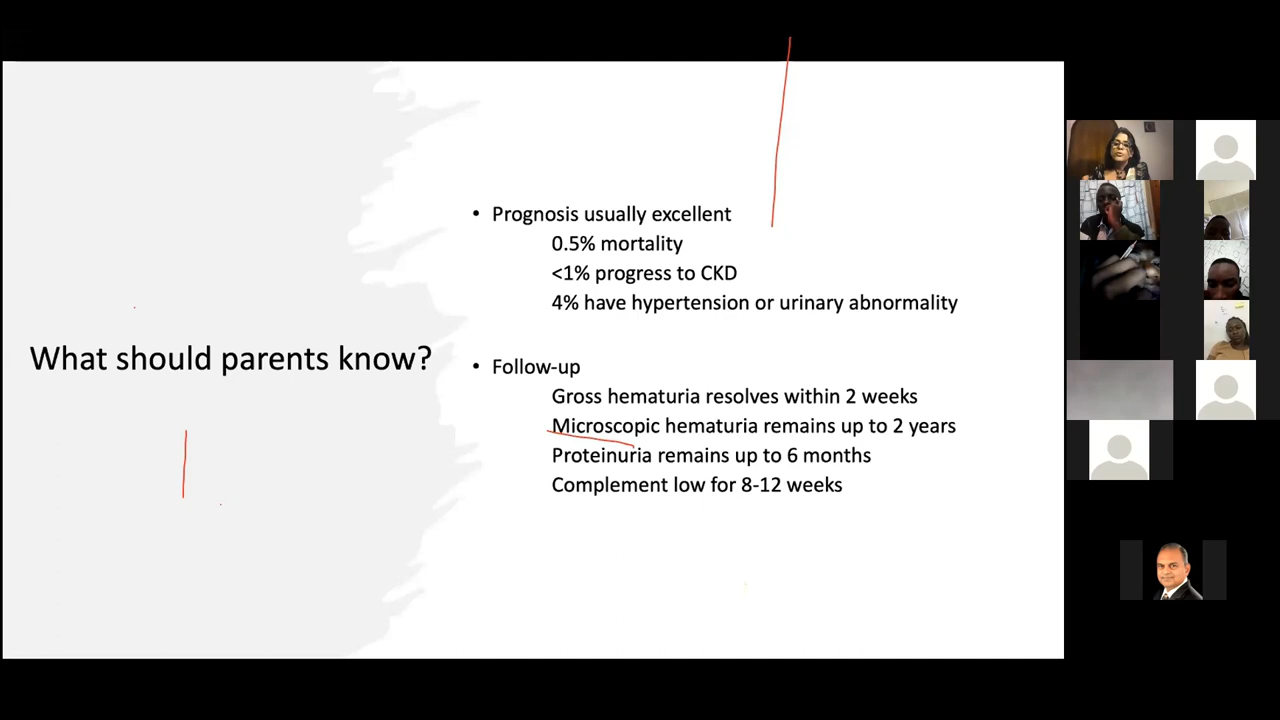 What should parents know?
• Prognosis usually excellent
0.5% mortality
<1% progress to CKD
4% have hypertension or urinary abnormality
• Follow-up
Gross hematuria resolves within 2 weeks
Microscopic hematuria remains up to 2 years
Proteinuria remains up to 6 months
Complement low for 8-12 weeks